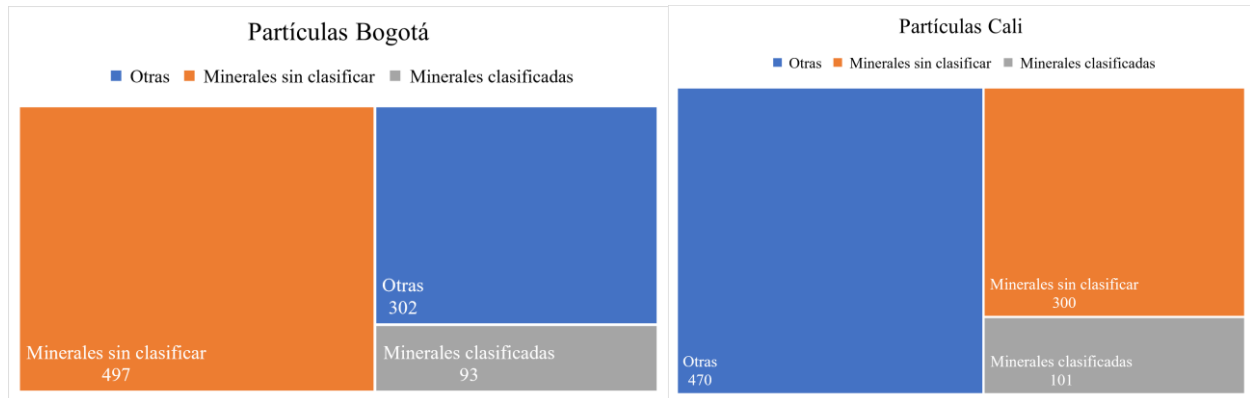 Partículas Bogotá
Otras Minerales sin clasificar Minerales clasificadas
Minerales sin clasificar
497
Otras
302
Minerales clasificadas
93
Partículas Cali
Otras Minerales sin clasificar Minerales clasificadas
Otras
470
Minerales sin clasificar
300
Minerales clasificadas
101